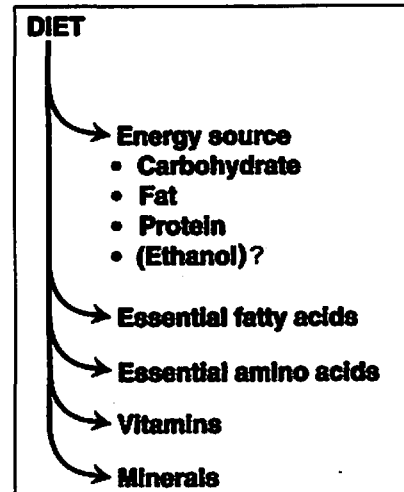 DIET
Energy source
• Carbohydrate
• Fat
• Protein
• (Ethanol)?
Essential fatty acids
Essential amino acids
Vitamins
Minerals